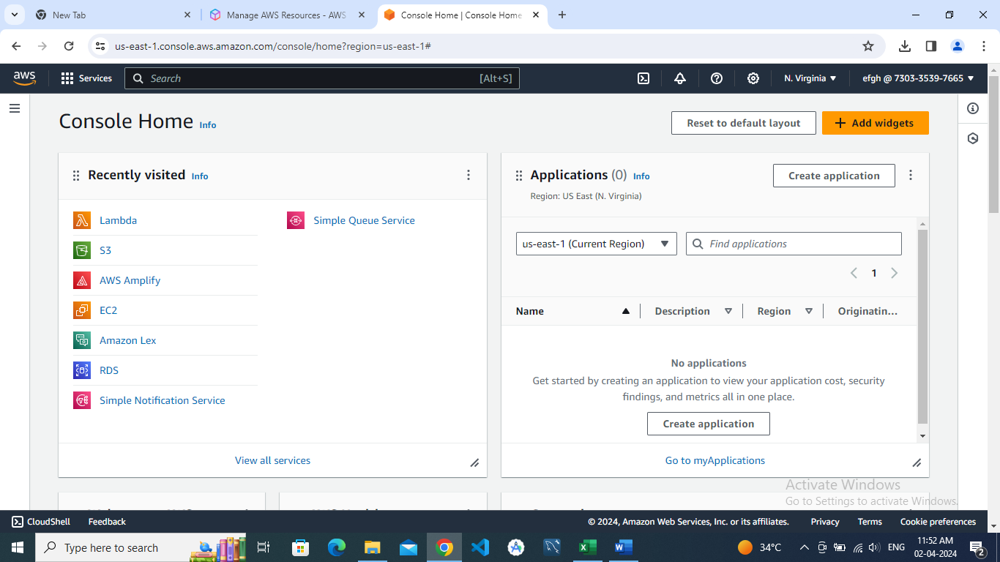 New Tab
Manage AWS Resources - AWS
Console Home | Console Home
us-east-1.console.aws.amazon.com/console/home?region=us-east-1#
aws
Services
Search
[Alt+S]
N. Virginia
efgh @ 7303-3539-7665
Console Home Info
Reset to default layout
Add widgets
Recently visited Info
Lambda
S3
AWS Amplify
EC2
Amazon Lex
RDS
Simple Notification Service
Simple Queue Service
View all services
Applications (0) Info
Region: US East (N. Virginia)
Create application
us-east-1 (Current Region)
Find applications
1
Name Description Region Originatin...
No applications
Get started by creating an application to view your application cost, security
findings, and metrics all in one place.
Create application
Go to myApplications
Activate Windows
Go to Settings to activate Windows.
CloudShell Feedback
© 2024, Amazon Web Services, Inc. or its affiliates. Privacy Terms Cookie preferences
Type here to search
34°C
ENG
11:52 AM
02-04-2024
2